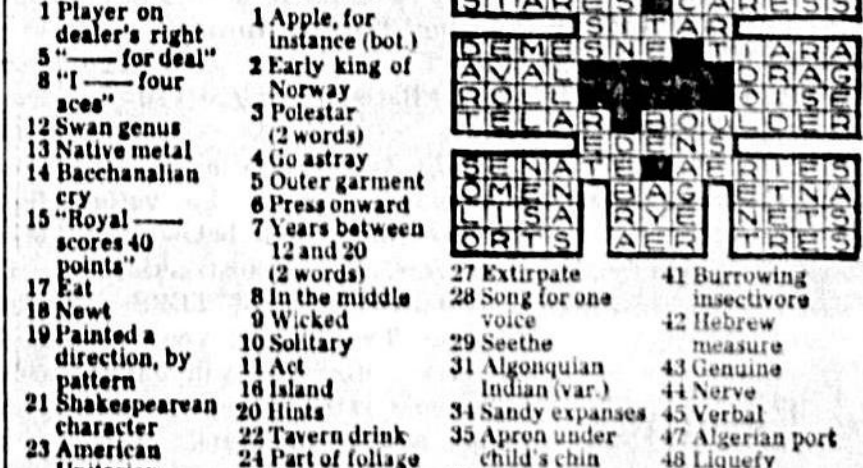 1 Player on
dealer's right
5 "—— for deal"
8 "I —— four
aces"
12 Swan genus
13 Native metal
14 Bacchanalian
cry
15 "Royal ——
scores 40
points"
17 Eat
18 Newt
19 Painted a
direction, by
pattern
21 Shakespearean
character
23 American
1 Apple, for
instance (bot.)
2 Early king of
Norway
3 Polestar
(2 words)
4 Go astray
5 Outer garment
6 Press onward
7 Years between
12 and 20
(2 words)
8 In the middle
9 Wicked
10 Solitary
11 Act
16 Island
20 Hints
22 Tavern drink
24 Part of foliage
SITAR
DEMESNE TIARA
AVAL DRAG
ROLL OISE
TELAR BOULDER
EDENS
SENATE AERIES
OMEN BAG ETNA
LISA RYE NETS
ORTS AER TRES
27 Extirpate
28 Song for one
voice
29 Seethe
31 Algonquian
Indian (var.)
34 Sandy expanses
35 Apron under
child's chin
41 Burrowing
insectivore
42 Hebrew
measure
43 Genuine
44 Nerve
45 Verbal
47 Algerian port
48 Liquefy